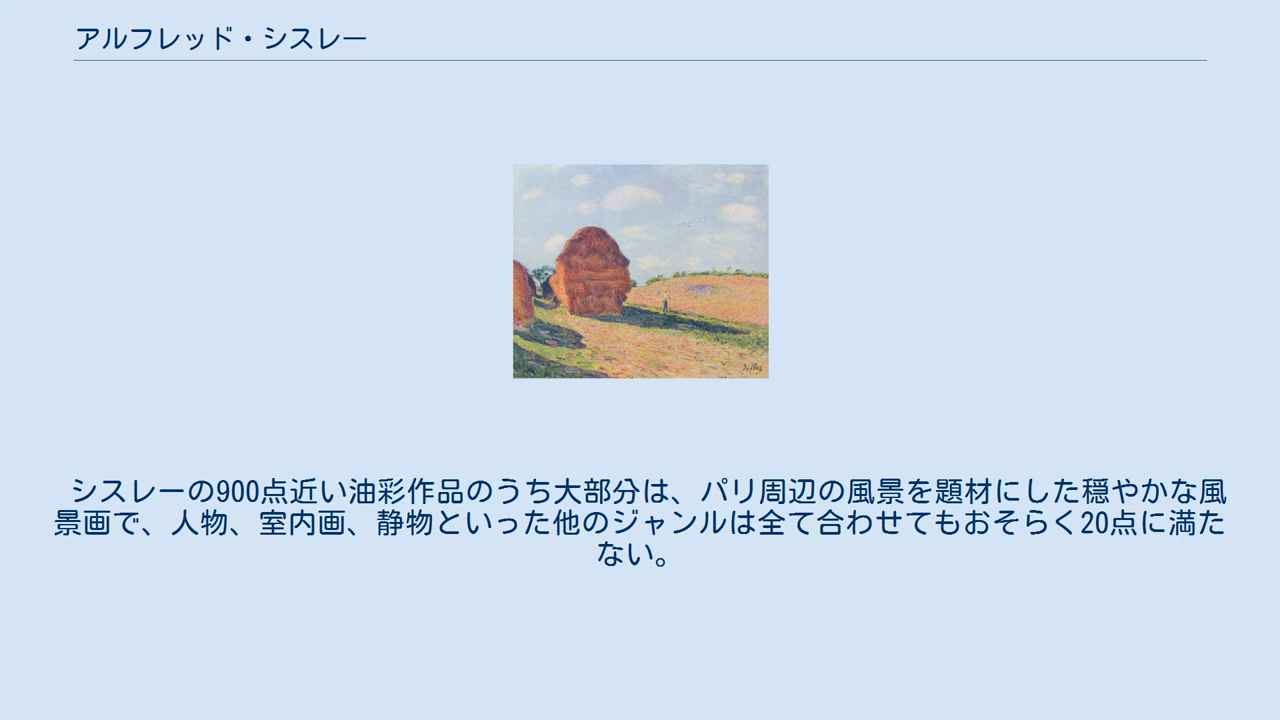 アルフレッド・シスレー
シスレーの900点近い油彩作品のうち大部分は、パリ周辺の風景を題材にした穏やかな風
景画で、人物、室内画、静物といった他のジャンルは全て合わせてもおそらく20点に満た
ない。